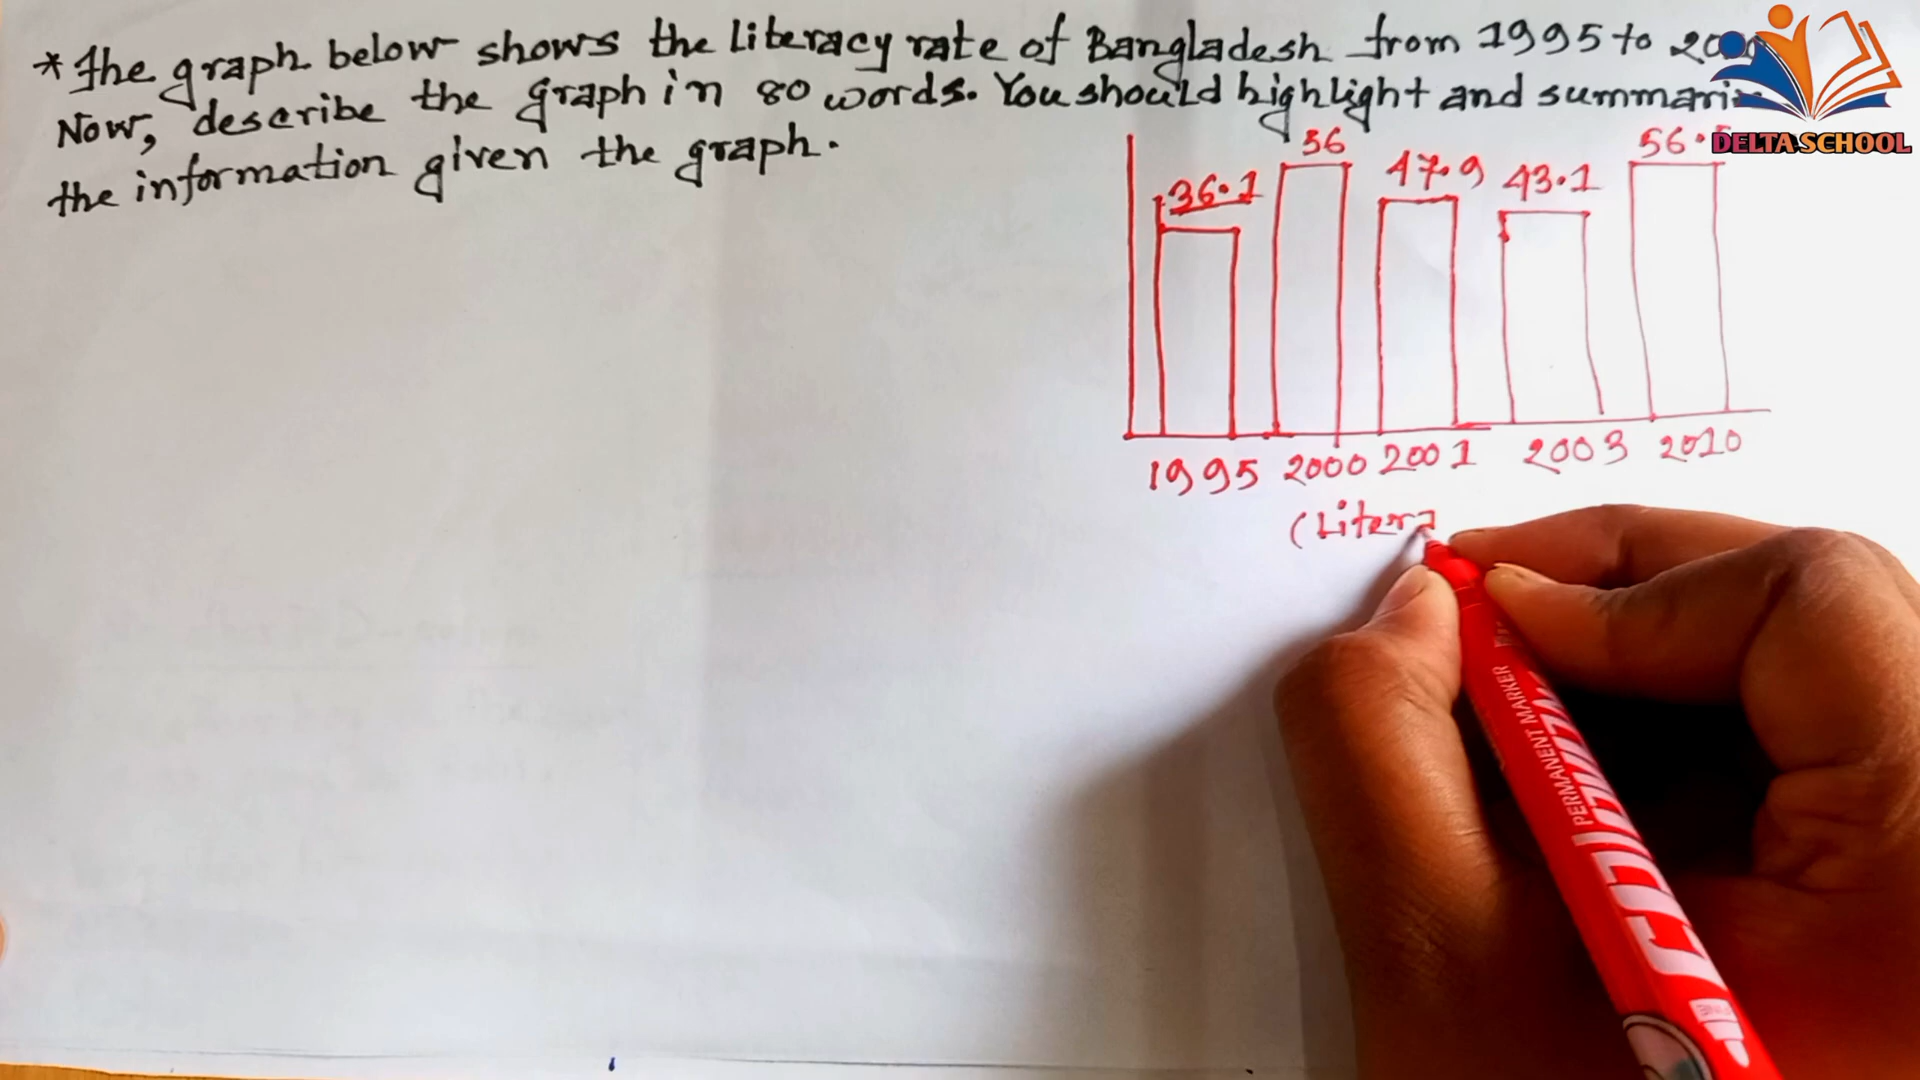 * The graph below shows the literacy rate of Bangladesh from 1995 to
Now, describe the graph in 80 words. You should highlight and
the information given the graph.
DELTA SCHOOL
36.1 56 47.9 43.1
1995 2000 2001 2003 2010
(Litera
PERMANENT MARKER
FINE